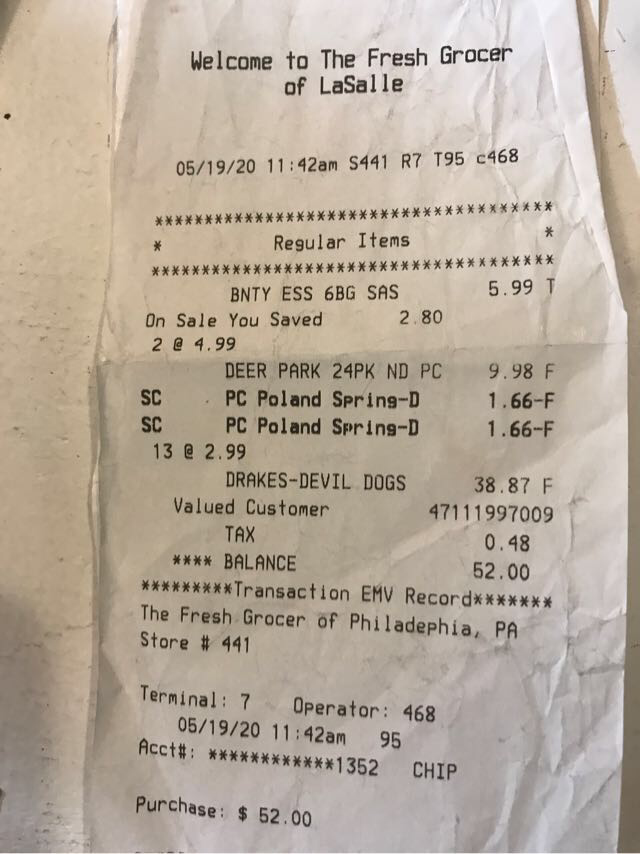 Welcome to The Fresh Grocer
of LaSalle
05/19/20 11:42am S441 R7 T95 c468
***************************************
* Regular Items *
***************************************
BNTY ESS 6BG SAS 5.99 T
On Sale You Saved 2.80
2 @ 4.99
DEER PARK 24PK ND PC 9.98 F
SC PC Poland Spring-D 1.66-F
SC PC Poland Spring-D 1.66-F
13 @ 2.99
DRAKES-DEVIL DOGS 38.87 F
Valued Customer 47111997009
TAX 0.48
**** BALANCE 52.00
*********Transaction EMV Record*******
The Fresh Grocer of Philadephia, PA
Store # 441
Terminal: 7 Operator: 468
05/19/20 11:42am 95
Acct#: ************1352 CHIP
Purchase: $ 52.00